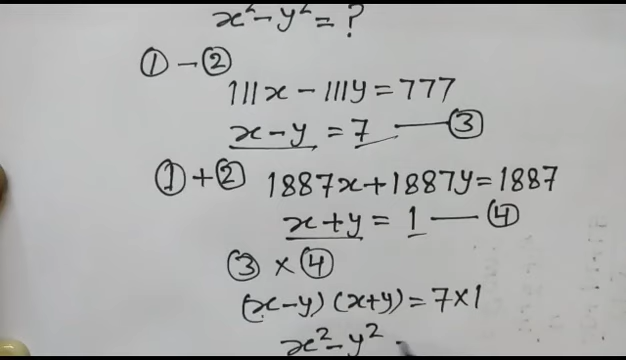 x² - y² = ?
① - ②
111x - 111y = 777
x - y = 7 — ③
① + ② 1887x + 1887y = 1887
x + y = 1 — ④
③ × ④
(x - y) (x + y) = 7 × 1
x² - y² -